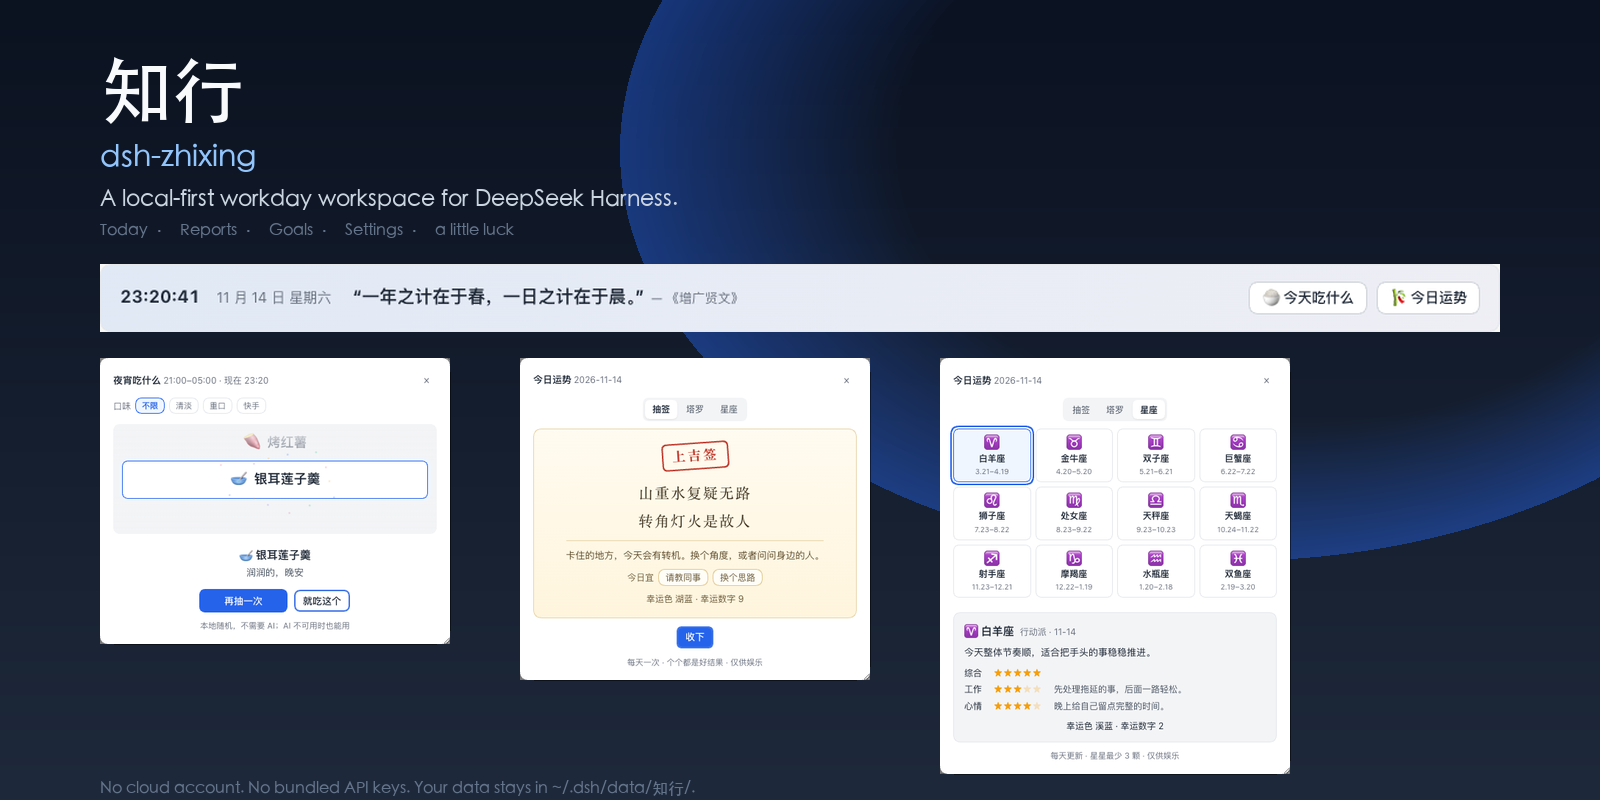 知行
dsh-zhixing
A local-first workday workspace for DeepSeek Harness.
Today · Reports · Goals · Settings · a little luck
23:20:41 11 月 14 日 星期六 “一年之计在于春，一日之计在于晨。” — 《增广贤文》 今天吃什么 今日运势
夜宵吃什么 21:00–05:00 · 现在 23:20 ×
口味 不限 清淡 重口 快手
烤红薯
银耳莲子羹
银耳莲子羹
润润的，晚安
再抽一次 就吃这个
本地随机，不需要 AI；AI 不可用时也能用
今日运势 2026-11-14 ×
抽签 塔罗 星座
上吉签
山重水复疑无路
转角灯火是故人
卡住的地方，今天会有转机。换个角度，或者问问身边的人。
今日宜 请教同事 换个思路
幸运色 湖蓝 · 幸运数字 9
收下
每天一次 · 个个都是好结果 · 仅供娱乐
今日运势 2026-11-14 ×
抽签 塔罗 星座
白羊座 金牛座 双子座 巨蟹座
3.21–4.19 4.20–5.20 5.21–6.21 6.22–7.22
狮子座 处女座 天秤座 天蝎座
7.23–8.22 8.23–9.22 9.23–10.23 10.24–11.22
射手座 摩羯座 水瓶座 双鱼座
11.23–12.21 12.22–1.19 1.20–2.18 2.19–3.20
白羊座 行动派 · 11-14
今天整体节奏顺，适合把手头的事稳稳推进。
综合 ★★★★★
工作 ★★★☆☆ 先处理拖延的事，后面一路轻松。
心情 ★★★★☆ 晚上给自己留点完整的时间。
幸运色 溪蓝 · 幸运数字 2
每天更新 · 星星最少 3 颗 · 仅供娱乐
No cloud account. No bundled API keys. Your data stays in ~/.dsh/data/知行/.